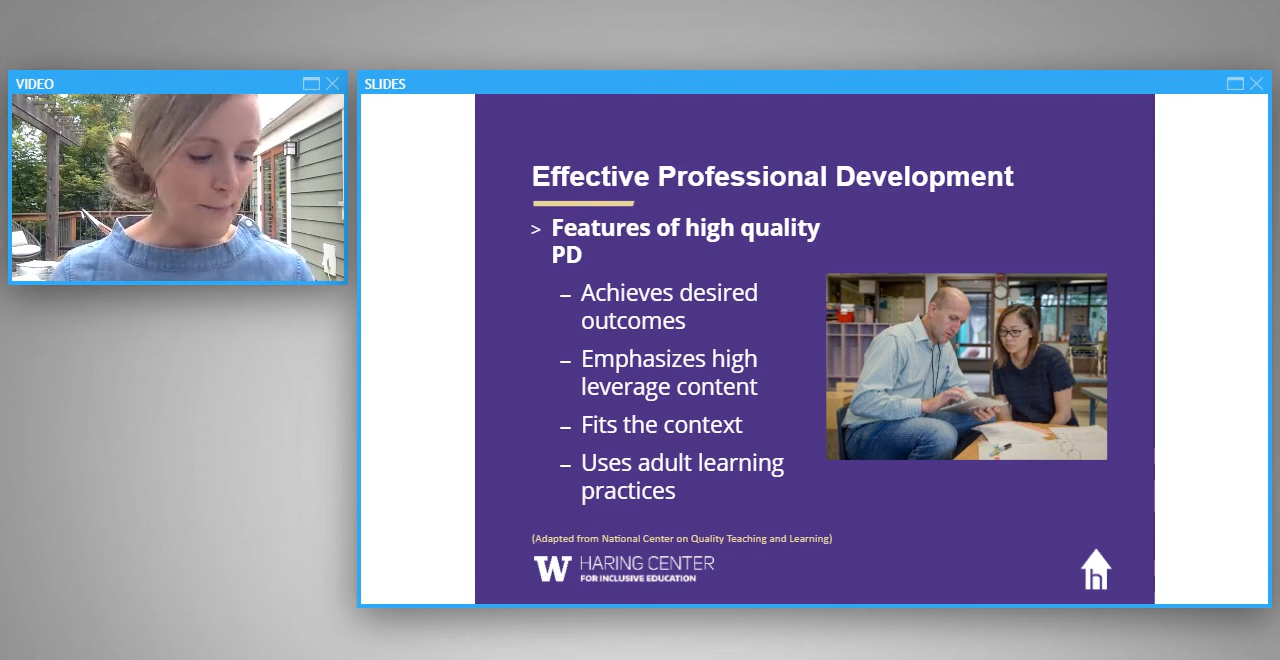 VIDEO
SLIDES
Effective Professional Development
> Features of high quality
PD
– Achieves desired
outcomes
– Emphasizes high
leverage content
– Fits the context
– Uses adult learning
practices
(Adapted from National Center on Quality Teaching and Learning)
W HARING CENTER
FOR INCLUSIVE EDUCATION
h